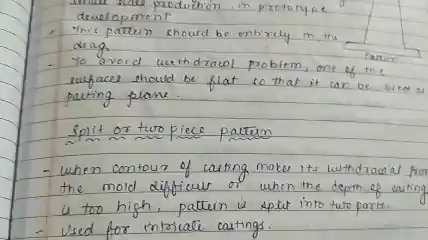 small scale production, in prototype
development
- This pattern should be entirely in the
drag.
- To avoid withdrawl problem, one of the
surfaces should be flat so that it can be used as
parting plane.
Split or two piece pattern
- When contour of casting makes its withdrawal from
the mold difficult or when the depth of casting
is too high, pattern is split into two parts.
- Used for intricate castings.